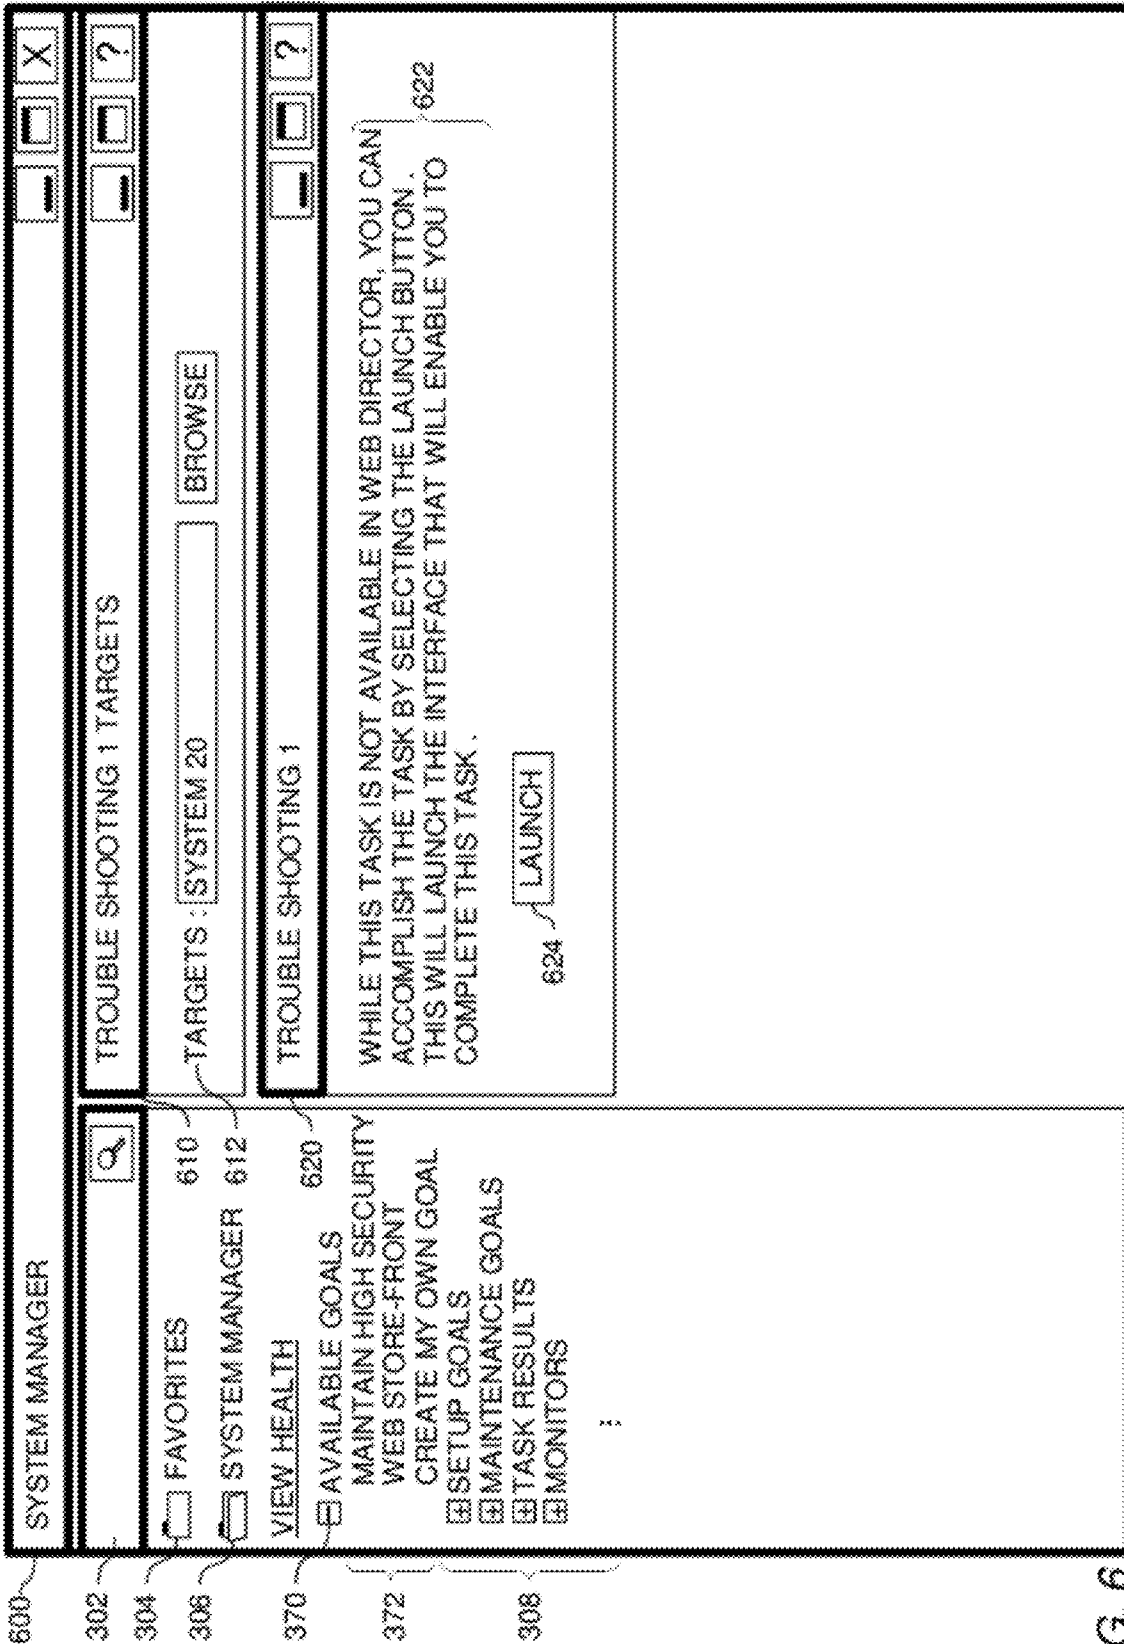 600
SYSTEM MANAGER
X
302
TROUBLE SHOOTING 1 TARGETS
?
304
FAVORITES
610
TARGETS : SYSTEM 20
BROWSE
306
SYSTEM MANAGER
612
VIEW HEALTH
620
TROUBLE SHOOTING 1
?
370
AVAILABLE GOALS
372
MAINTAIN HIGH SECURITY
WEB STORE-FRONT
CREATE MY OWN GOAL
308
SETUP GOALS
MAINTENANCE GOALS
TASK RESULTS
MONITORS
WHILE THIS TASK IS NOT AVAILABLE IN WEB DIRECTOR, YOU CAN
ACCOMPLISH THE TASK BY SELECTING THE LAUNCH BUTTON .
THIS WILL LAUNCH THE INTERFACE THAT WILL ENABLE YOU TO
COMPLETE THIS TASK .
622
LAUNCH
624
G. 6